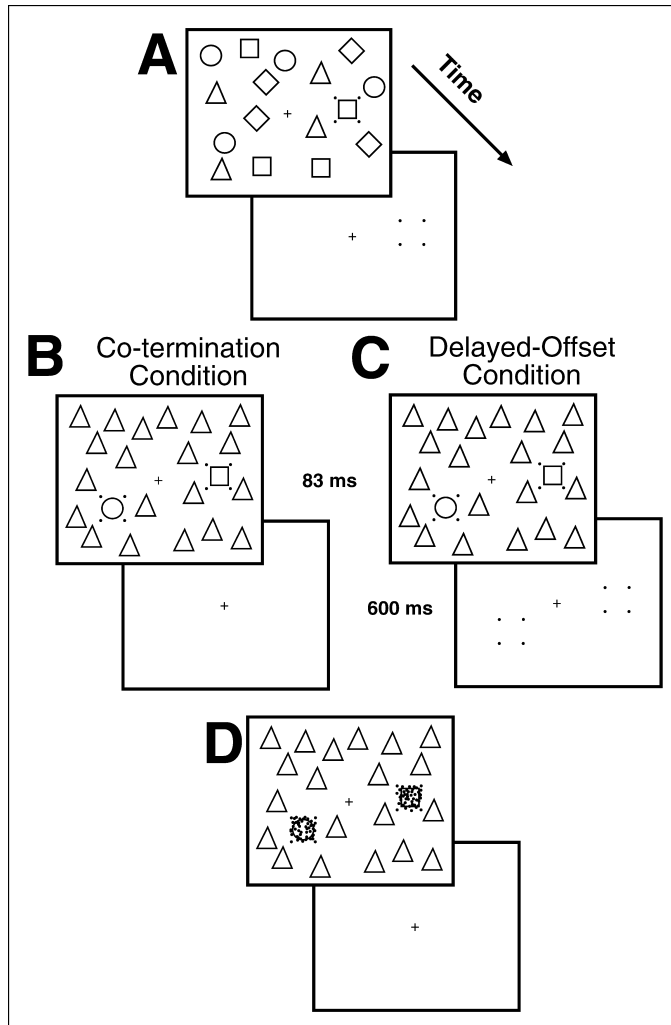 A
Time
B
Co-termination
Condition
C
Delayed-Offset
Condition
83 ms
600 ms
D